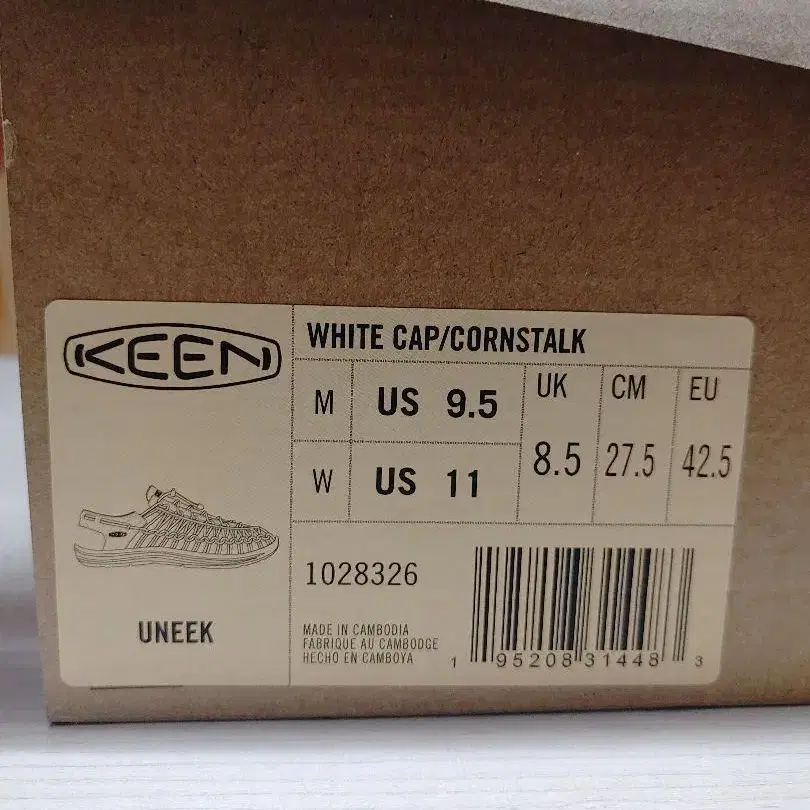 KEEN
WHITE CAP/CORNSTALK
M US 9.5
W US 11
UK CM EU
8.5 27.5 42.5
KEEN
UNEEK
1028326
MADE IN CAMBODIA
FABRIQUE AU CAMBODGE
HECHO EN CAMBOYA
1 95208 31448 3